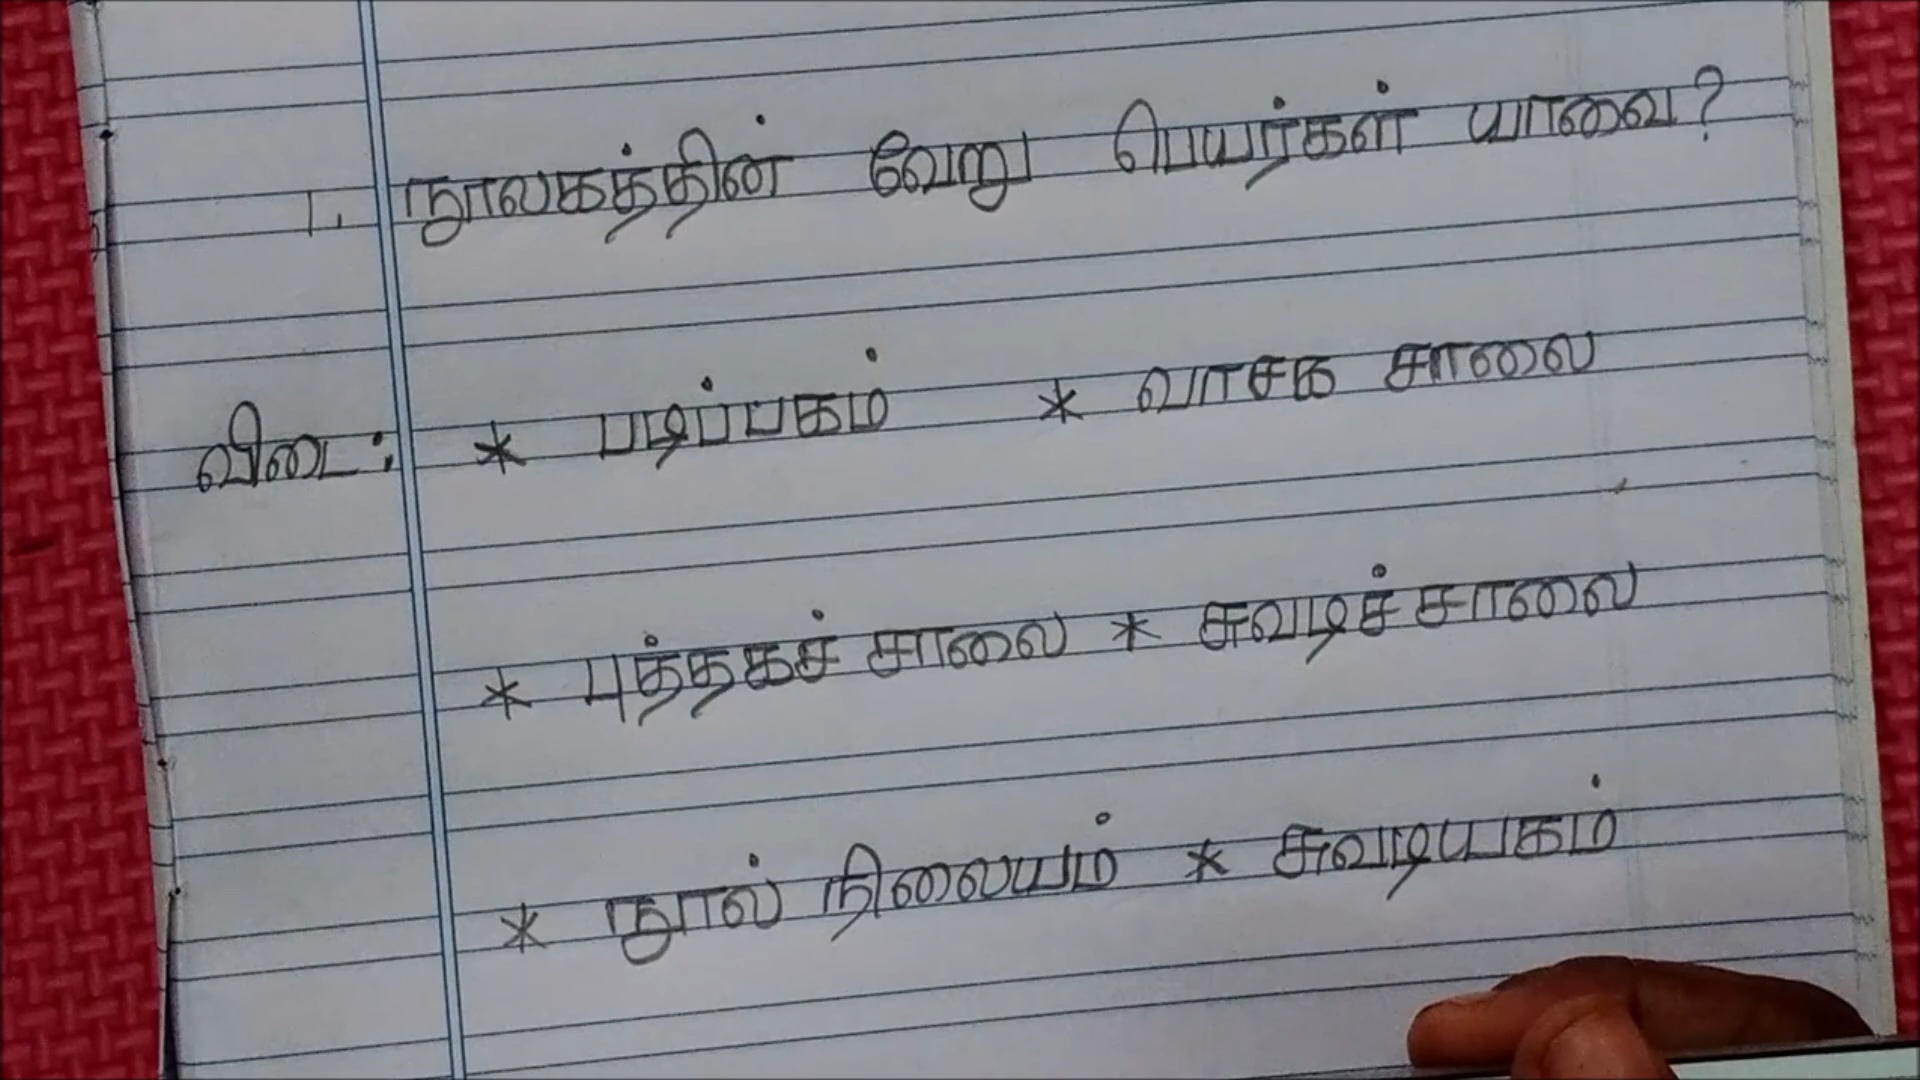 1. நூலகத்தின் வேறு பெயர்கள் யாவை?
விடை : * படிப்பகம் * வாசக சாலை
* புத்தகச் சாலை * சுவடிச் சாலை
* நூல் நிலையம் * சுவடியகம்